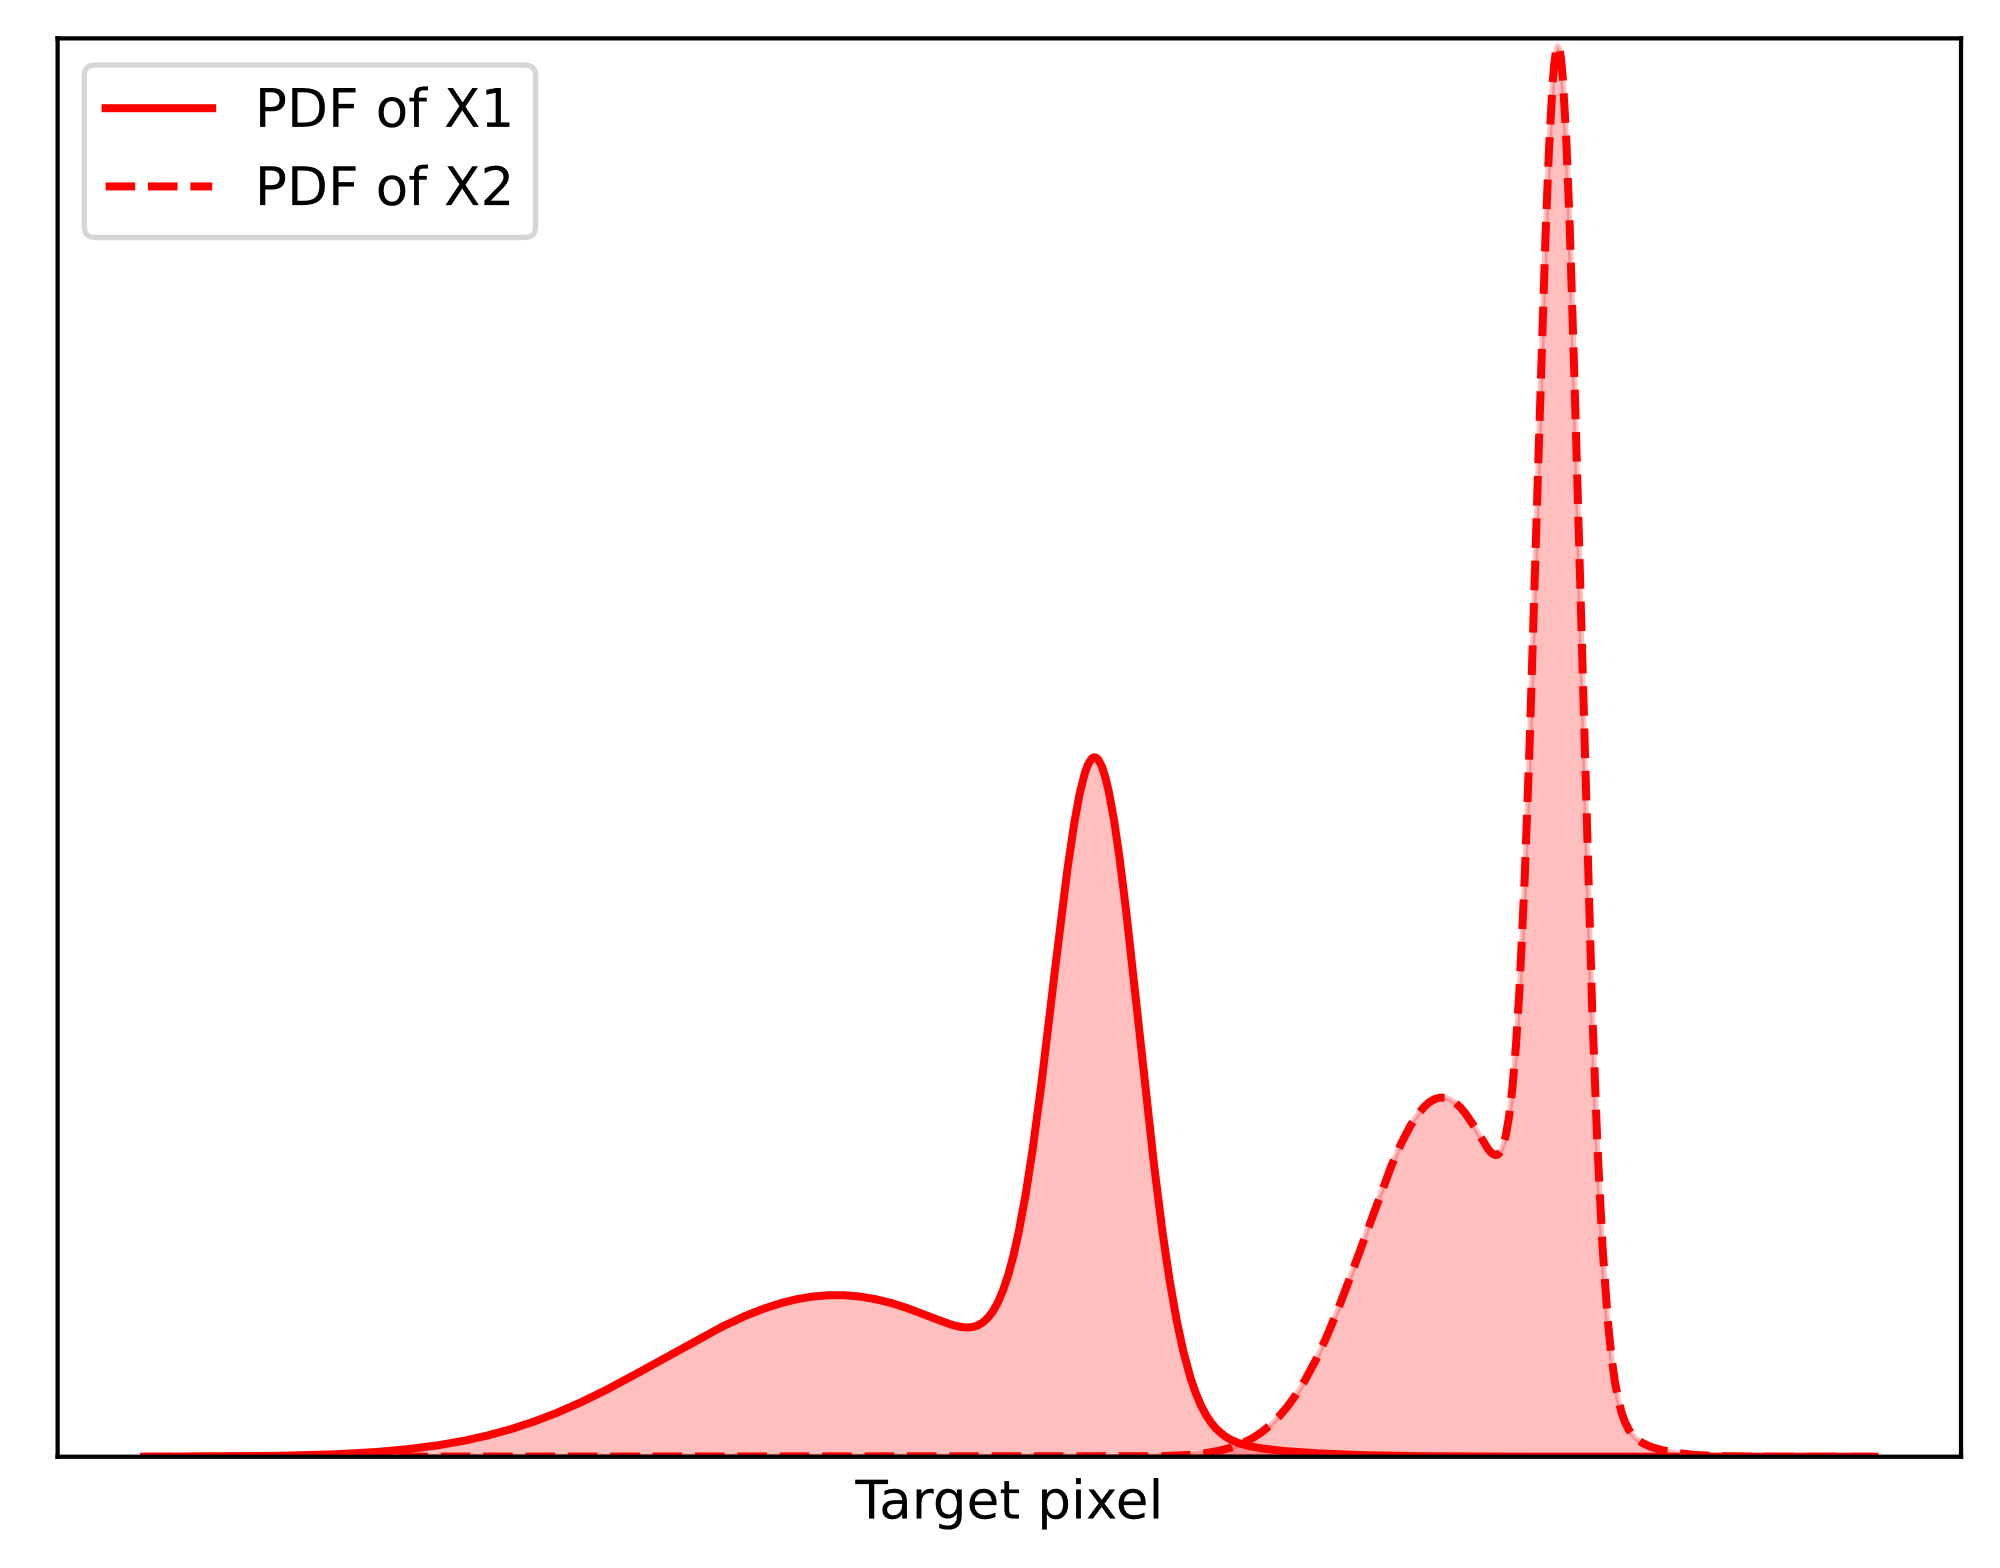 PDF of X1
PDF of X2
Target pixel